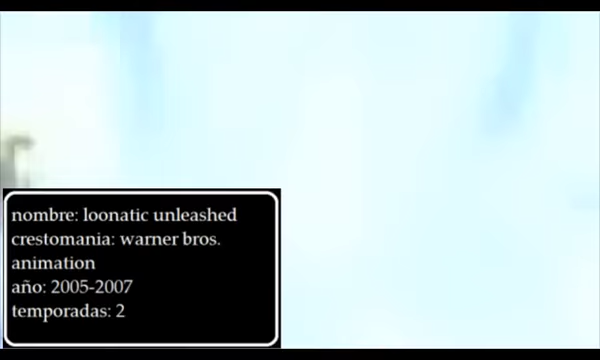 nombre: loonatic unleashed
crestomania: warner bros.
animation
año: 2005-2007
temporadas: 2